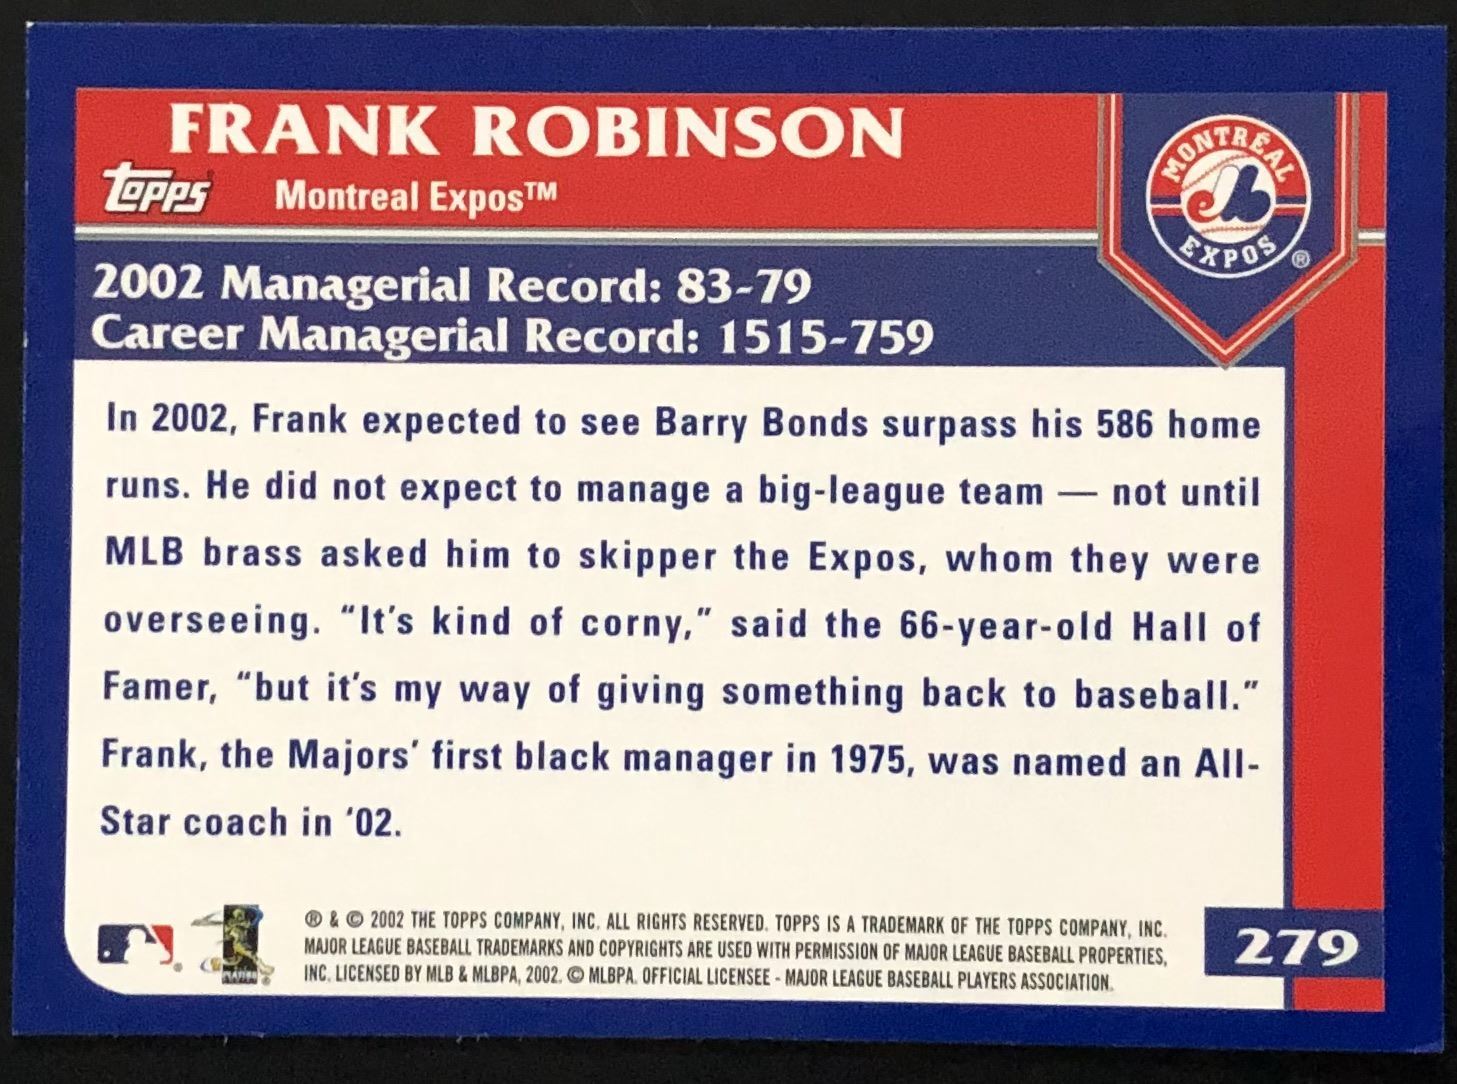 FRANK ROBINSON
topps
Montreal Expos™
MONTRÉAL
EXPOS
®
2002 Managerial Record: 83-79
Career Managerial Record: 1515-759
In 2002, Frank expected to see Barry Bonds surpass his 586 home
runs. He did not expect to manage a big-league team — not until
MLB brass asked him to skipper the Expos, whom they were
overseeing. “It's kind of corny,” said the 66-year-old Hall of
Famer, “but it's my way of giving something back to baseball.”
Frank, the Majors' first black manager in 1975, was named an All-
Star coach in '02.
® & © 2002 THE TOPPS COMPANY, INC. ALL RIGHTS RESERVED. TOPPS IS A TRADEMARK OF THE TOPPS COMPANY, INC.
MAJOR LEAGUE BASEBALL TRADEMARKS AND COPYRIGHTS ARE USED WITH PERMISSION OF MAJOR LEAGUE BASEBALL PROPERTIES,
INC. LICENSED BY MLB & MLBPA, 2002. © MLBPA. OFFICIAL LICENSEE - MAJOR LEAGUE BASEBALL PLAYERS ASSOCIATION.
279